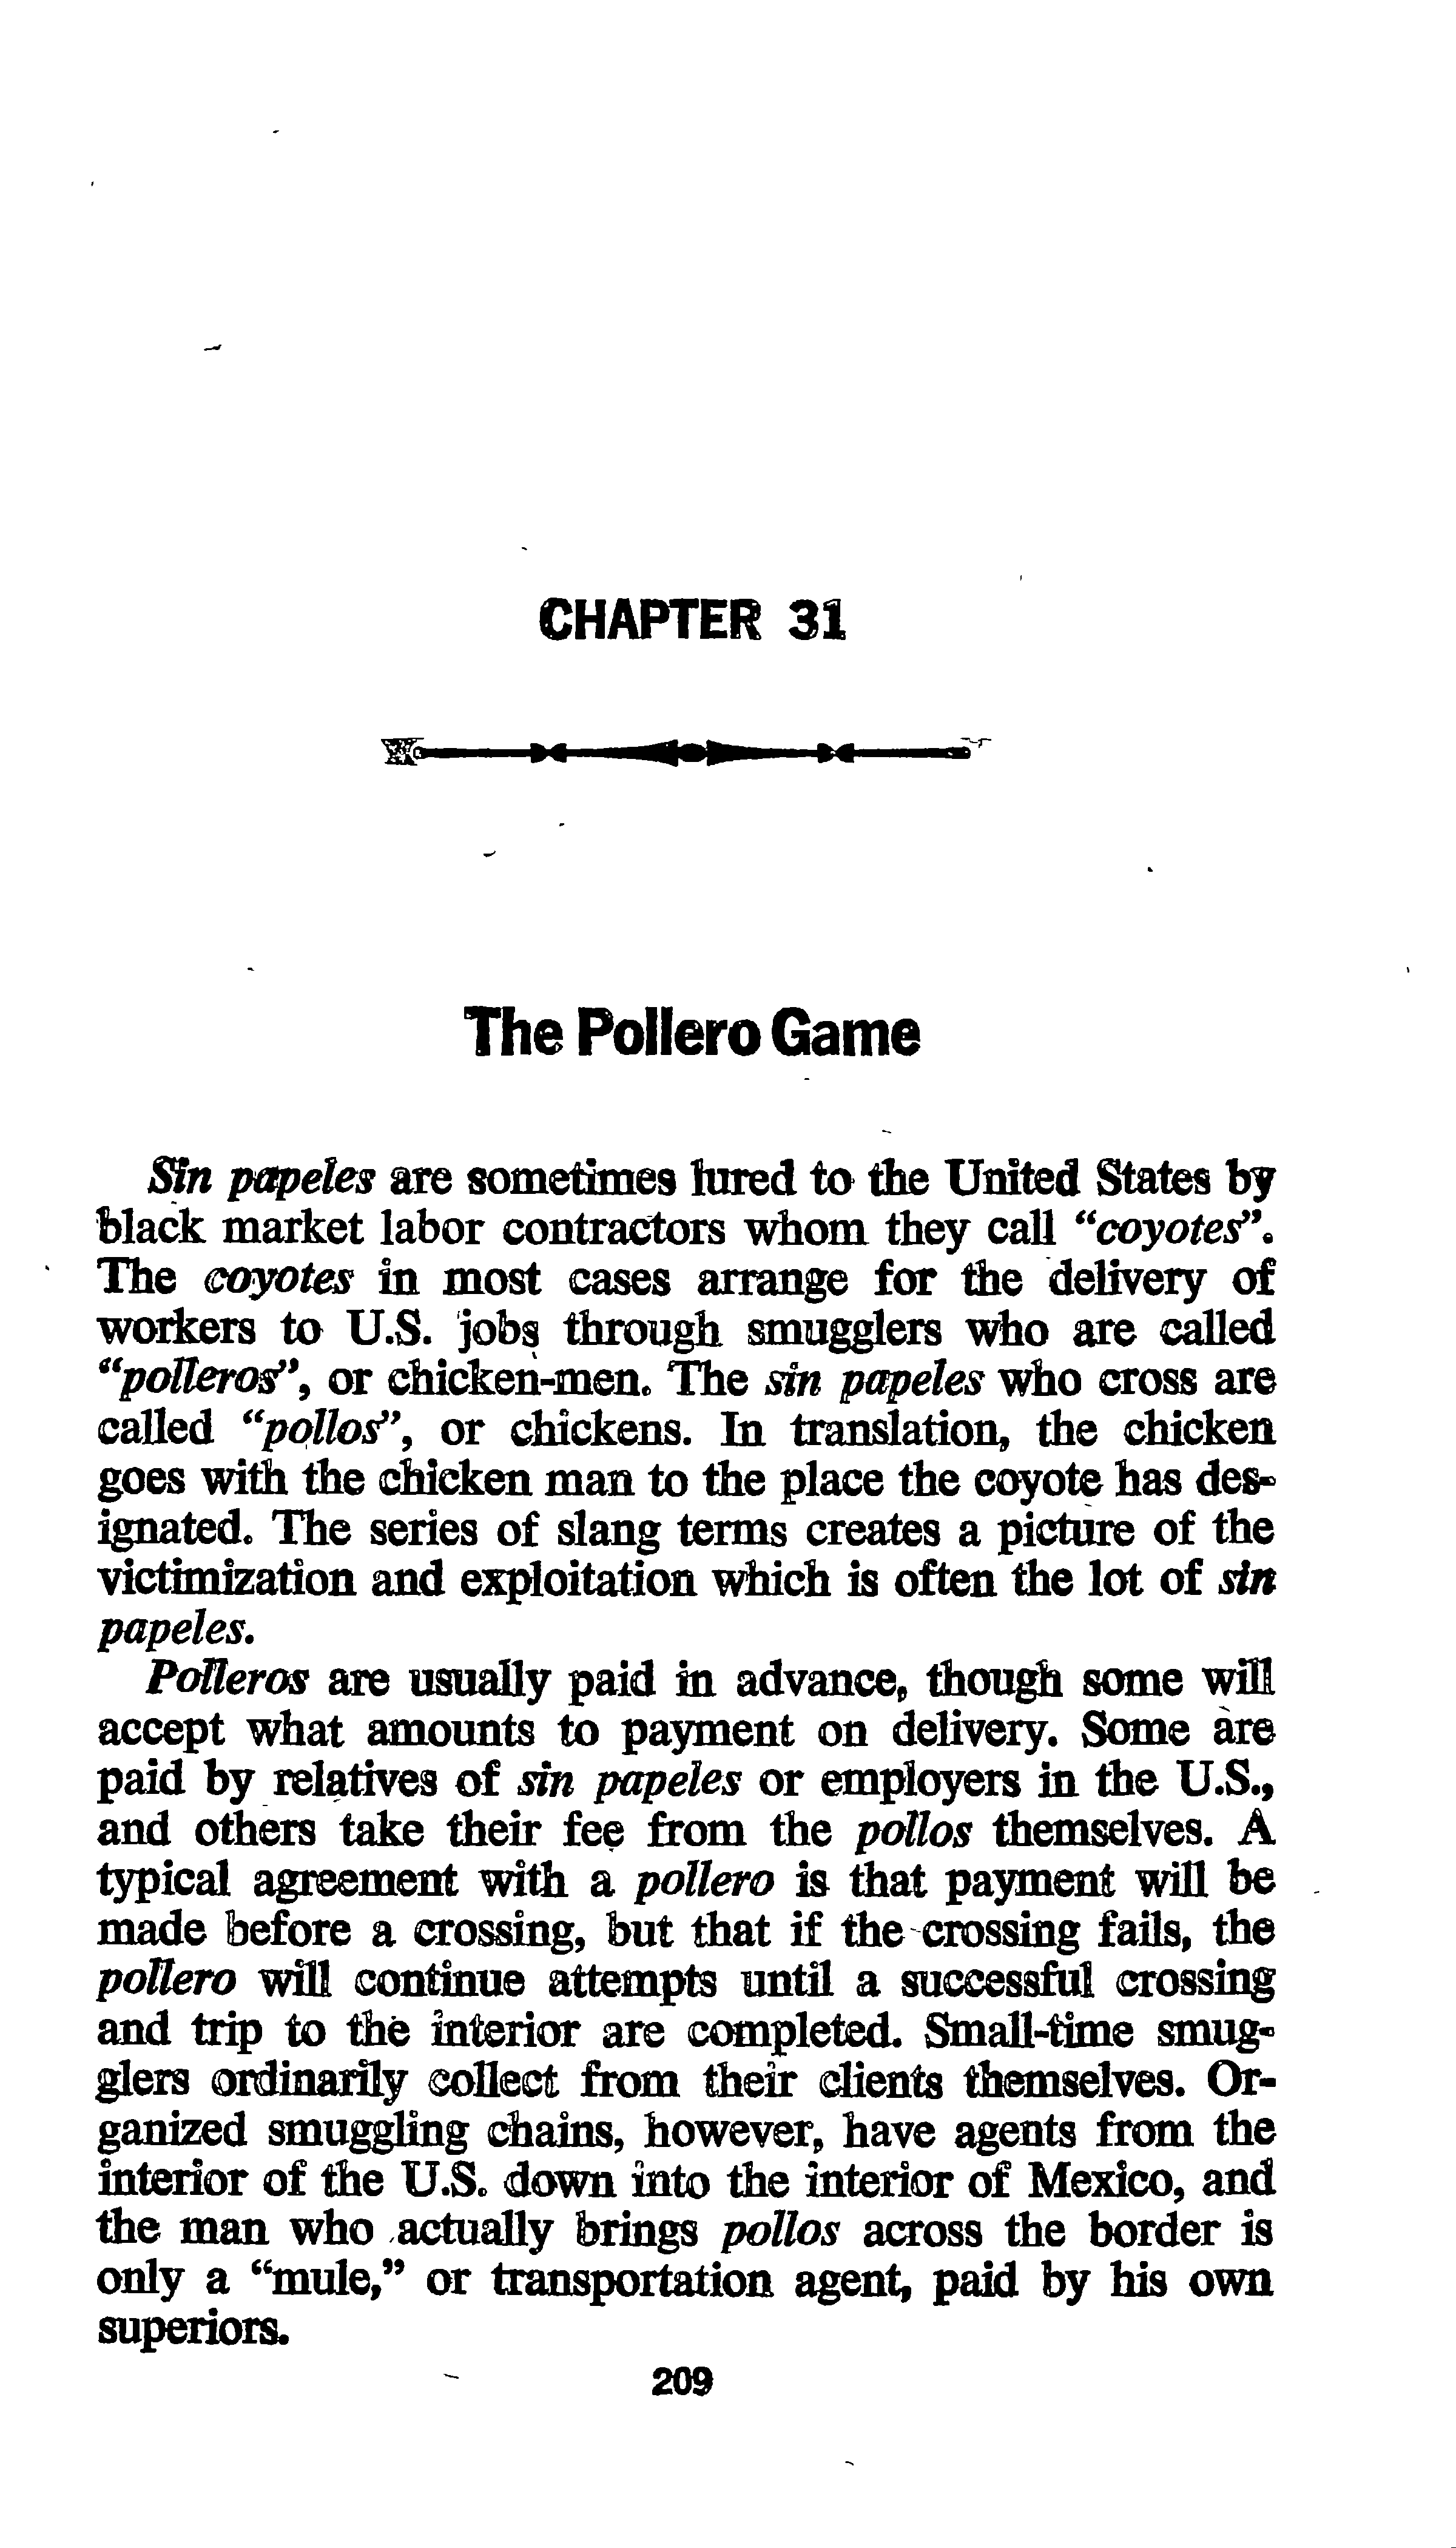 CHAPTER 31
The Pollero Game
Sin papeles are sometimes lured to the United States by
black market labor contractors whom they call "coyotes".
The coyotes in most cases arrange for the delivery of
workers to U.S. jobs through smugglers who are called
"polleros", or chicken-men. The sin papeles who cross are
called "pollos", or chickens. In translation, the chicken
goes with the chicken man to the place the coyote has des-
ignated. The series of slang terms creates a picture of the
victimization and exploitation which is often the lot of sin
papeles.
Polleros are usually paid in advance, though some will
accept what amounts to payment on delivery. Some are
paid by relatives of sin papeles or employers in the U.S.,
and others take their fee from the pollos themselves. A
typical agreement with a pollero is that payment will be
made before a crossing, but that if the crossing fails, the
pollero will continue attempts until a successful crossing
and trip to the interior are completed. Small-time smug-
glers ordinarily collect from their clients themselves. Or-
ganized smuggling chains, however, have agents from the
interior of the U.S. down into the interior of Mexico, and
the man who actually brings pollos across the border is
only a "mule," or transportation agent, paid by his own
superiors.
209